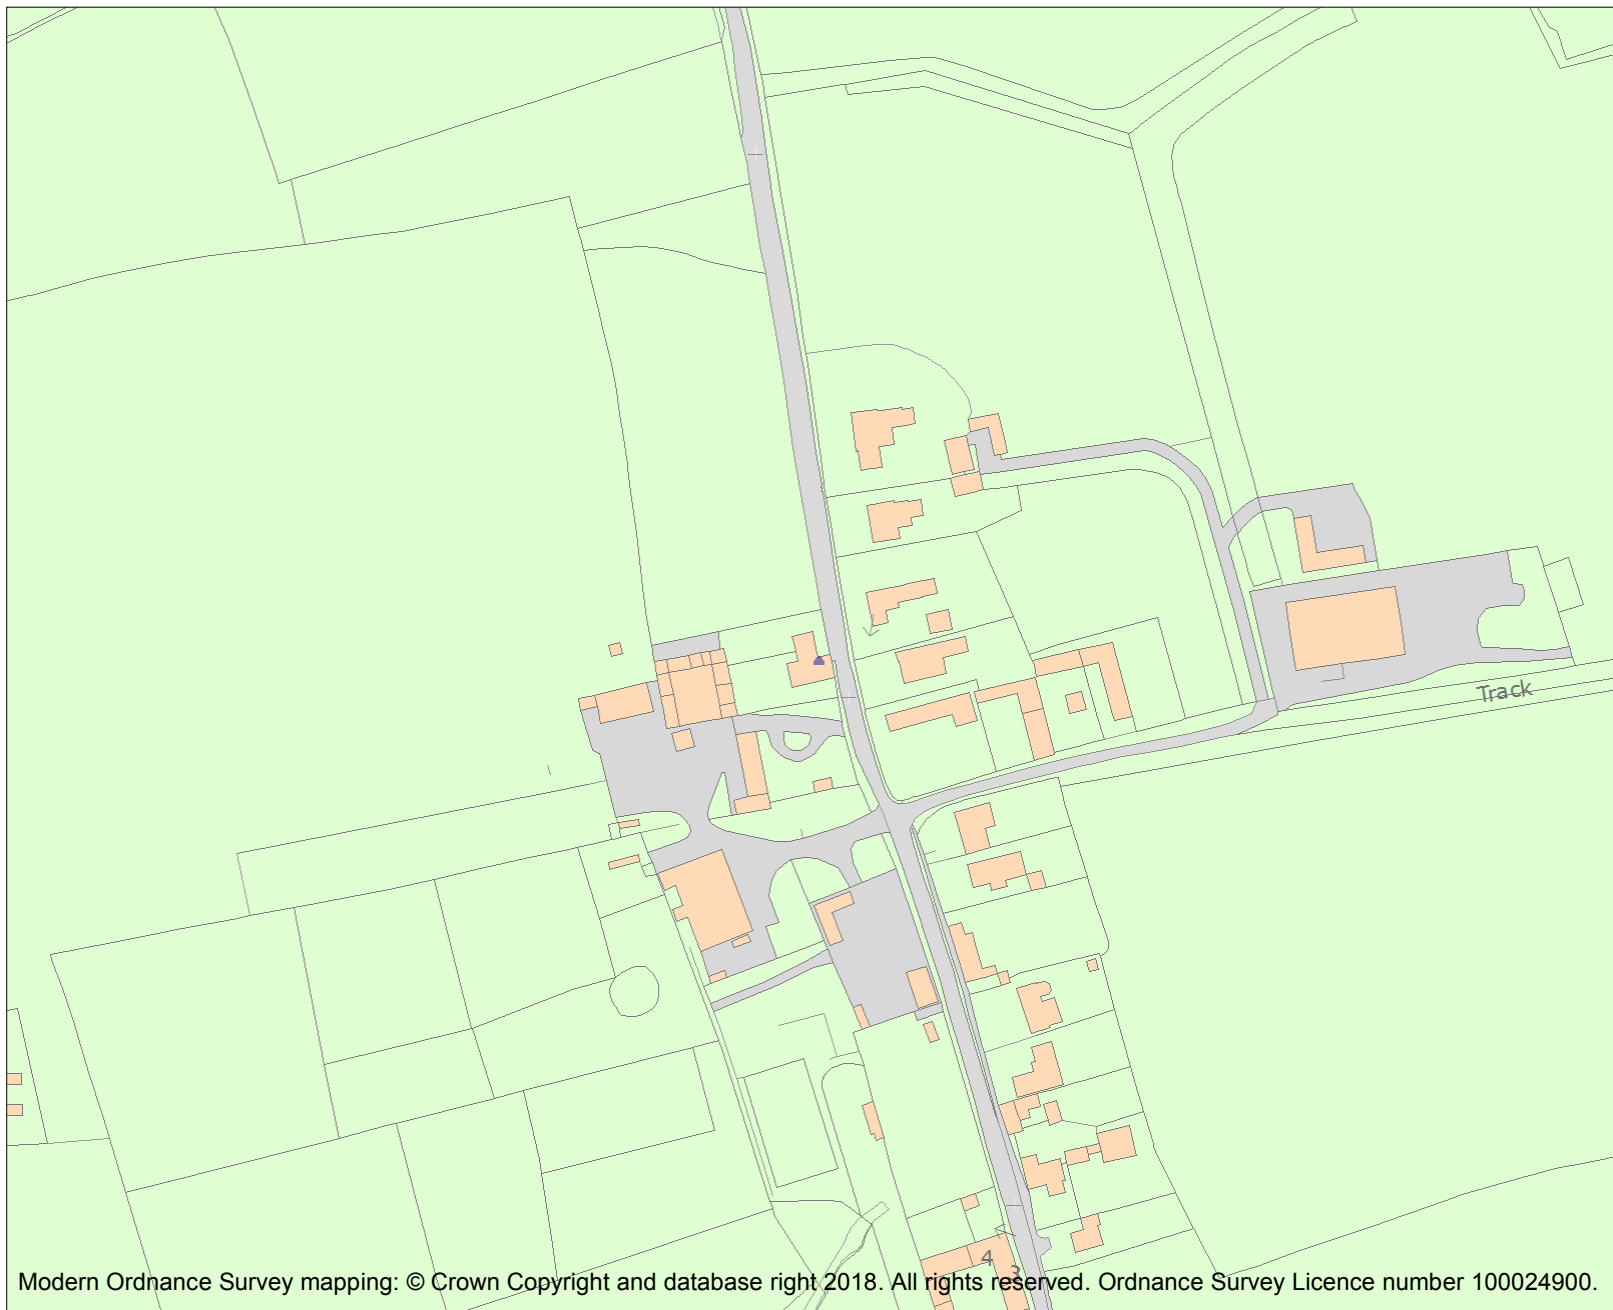 Track
4
3
Modern Ordnance Survey mapping: © Crown Copyright and database right 2018. All rights reserved. Ordnance Survey Licence number 100024900.